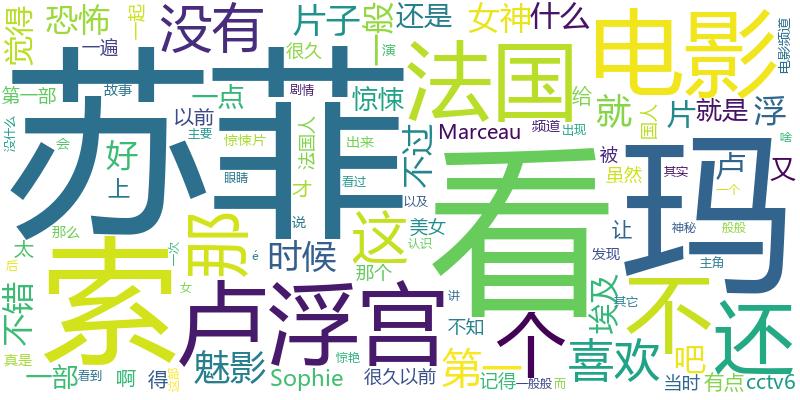 觉得
恐怖
一遍
一起
没有
片子
很久
还是
一般
演
女神
什么
电影
电影频道
第一部
故事
一点
剧情
惊悚
法国
给
就
片
就是
浮
没什么
苏菲
以前
主要
惊悚片
法国人
出来
不过
Marceau
频道
出现
国人
啥
会
好
上
眼睛
才
看过
看
被
虽然
卢
其实
又
玛
一个
太
那么
那
说
这
以及
美女
认识
让
神秘
般般
发现
主角
索
一次
é
时候
那个
埃及
不
还
其它
不错
女
卢浮宫
讲
不知
个
真是
看到
一部
啊
得
魅影
惊艳
Sophie
很久以前
第一
记得
一般般
而
喜欢
吧
当时
有点
cctv6